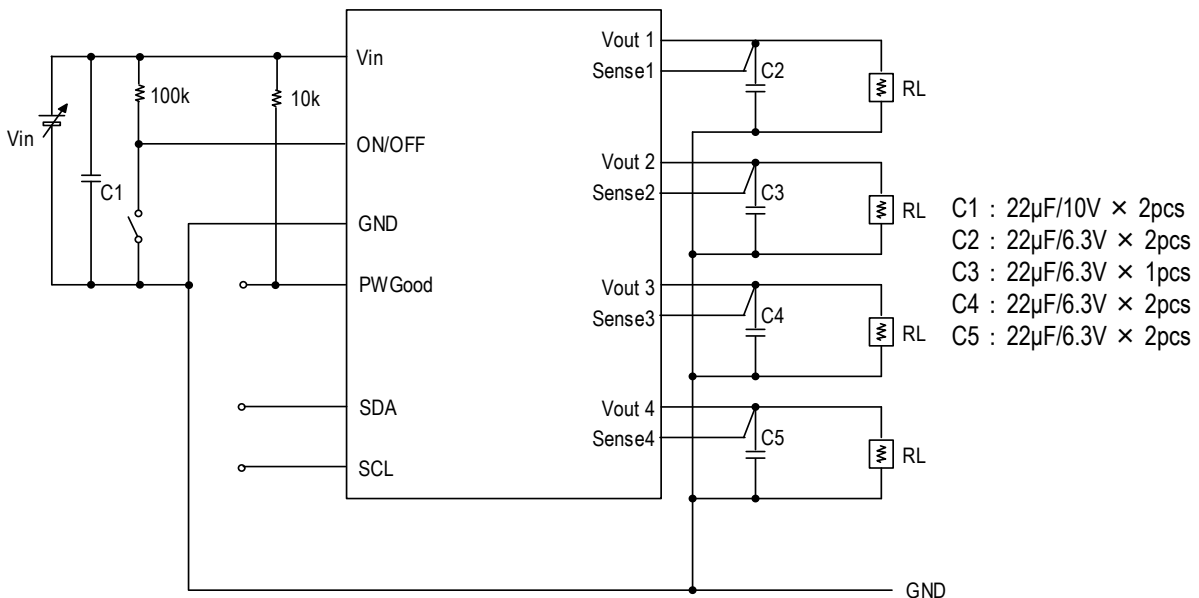 Vin
Vin
C1
100k
10k
ON/OFF
GND
PWGood
SDA
SCL
Vout 1
Sense1
C2
RL
Vout 2
Sense2
C3
RL
Vout 3
Sense3
C4
RL
Vout 4
Sense4
C5
RL
GND
C1 : 22µF/10V × 2pcs
C2 : 22µF/6.3V × 2pcs
C3 : 22µF/6.3V × 1pcs
C4 : 22µF/6.3V × 2pcs
C5 : 22µF/6.3V × 2pcs